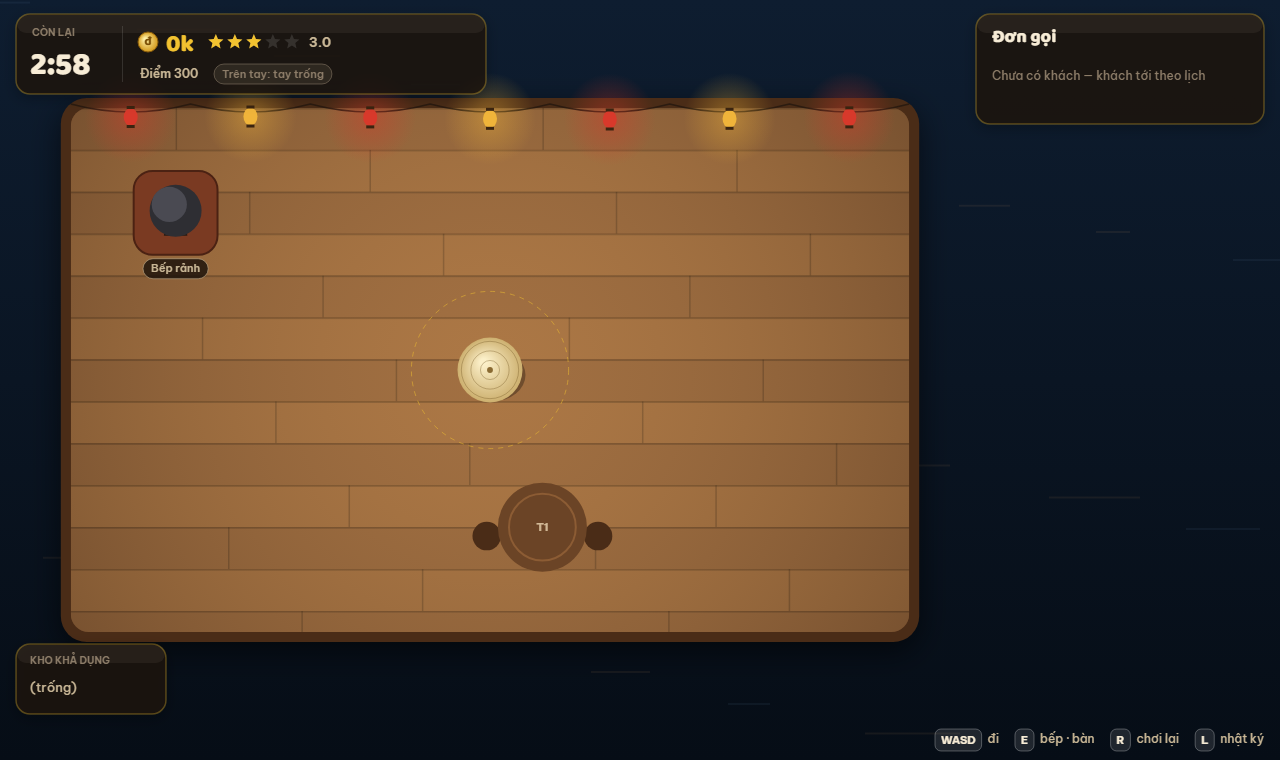 CÒN LẠI
2:58
đ 0k 3.0
Điểm 300 Trên tay: tay trống
Đơn gọi
Chưa có khách — khách tới theo lịch
Bếp rảnh
T1
KHO KHẢ DỤNG
(trống)
WASD đi E bếp · bàn R chơi lại L nhật ký